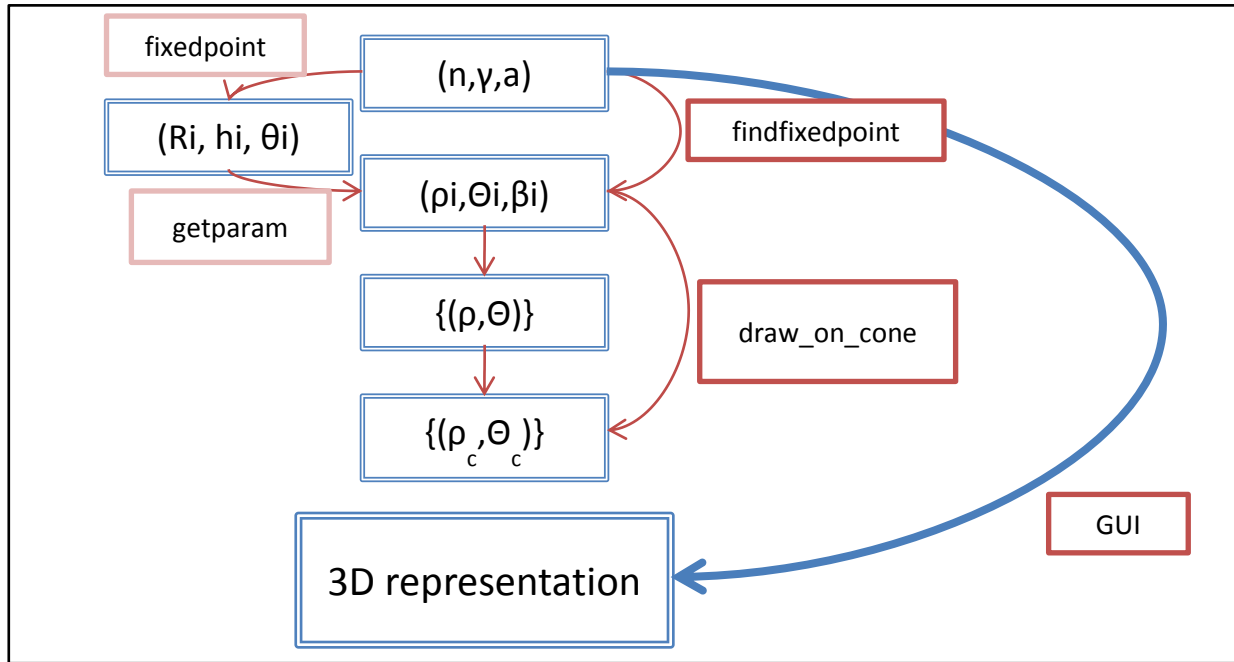 fixedpoint
(n,γ,a)
(Ri, hi, θi)
findfixedpoint
(ρi,Θi,βi)
getparam
{(ρ,Θ)}
draw_on_cone
{(ρc,Θc)}
GUI
3D representation